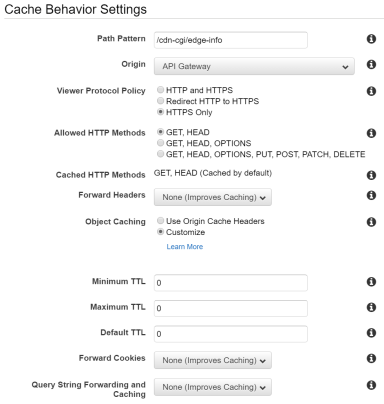 Cache Behavior Settings
Path Pattern /cdn-cgi/edge-info
Origin API Gateway
Viewer Protocol Policy HTTP and HTTPS
Redirect HTTP to HTTPS
HTTPS Only
Allowed HTTP Methods GET, HEAD
GET, HEAD, OPTIONS
GET, HEAD, OPTIONS, PUT, POST, PATCH, DELETE
Cached HTTP Methods GET, HEAD (Cached by default)
Forward Headers None (Improves Caching)
Object Caching Use Origin Cache Headers
Customize
Learn More
Minimum TTL 0
Maximum TTL 0
Default TTL 0
Forward Cookies None (Improves Caching)
Query String Forwarding and None (Improves Caching)
Caching